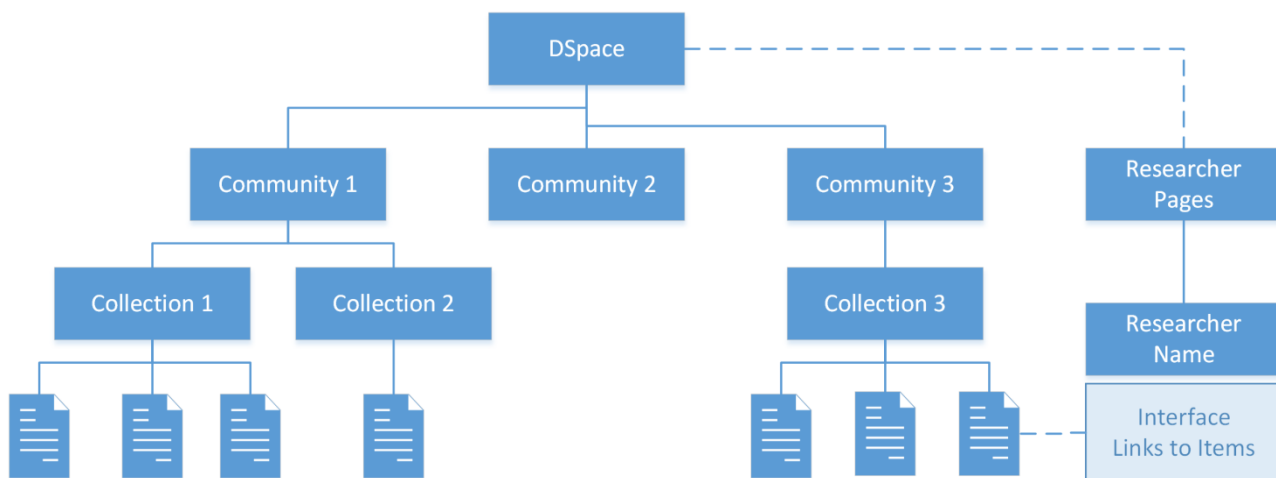 DSpace
Community 1
Community 2
Community 3
Researcher
Pages
Collection 1
Collection 2
Collection 3
Researcher
Name
Interface
Links to Items